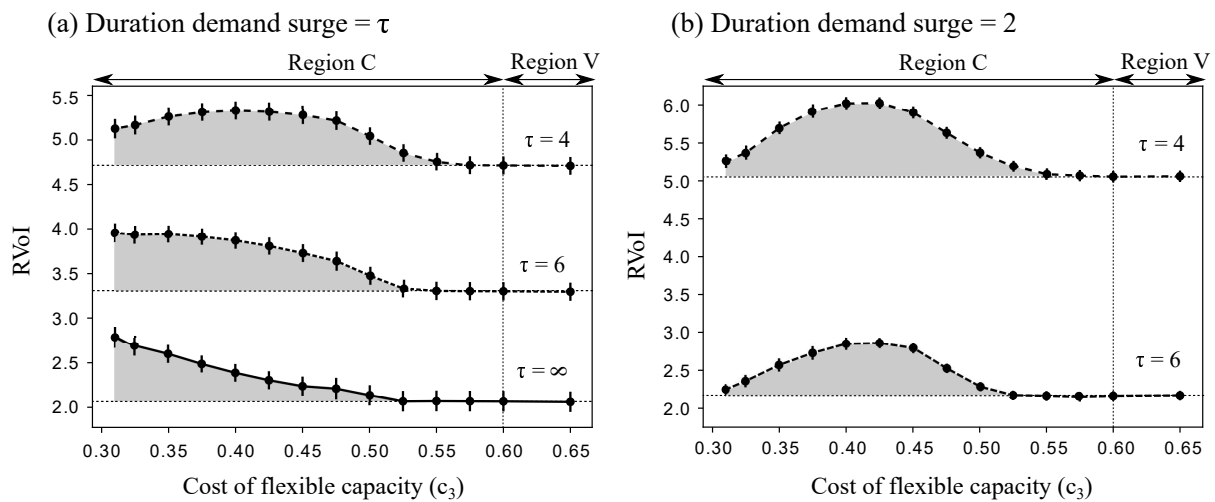 (a) Duration demand surge = τ
Region C
Region V
5.5
5.0
4.5
4.0
3.5
3.0
2.5
2.0
RVoI
τ = 4
τ = 6
τ = ∞
0.30 0.35 0.40 0.45 0.50 0.55 0.60 0.65
Cost of flexible capacity (c₃)
(b) Duration demand surge = 2
Region C
Region V
6.0
5.5
5.0
5.5
4.0
3.5
3.0
2.5
2.0
RVoI
τ = 4
τ = 6
0.30 0.35 0.40 0.45 0.50 0.55 0.60 0.65
Cost of flexible capacity (c₃)